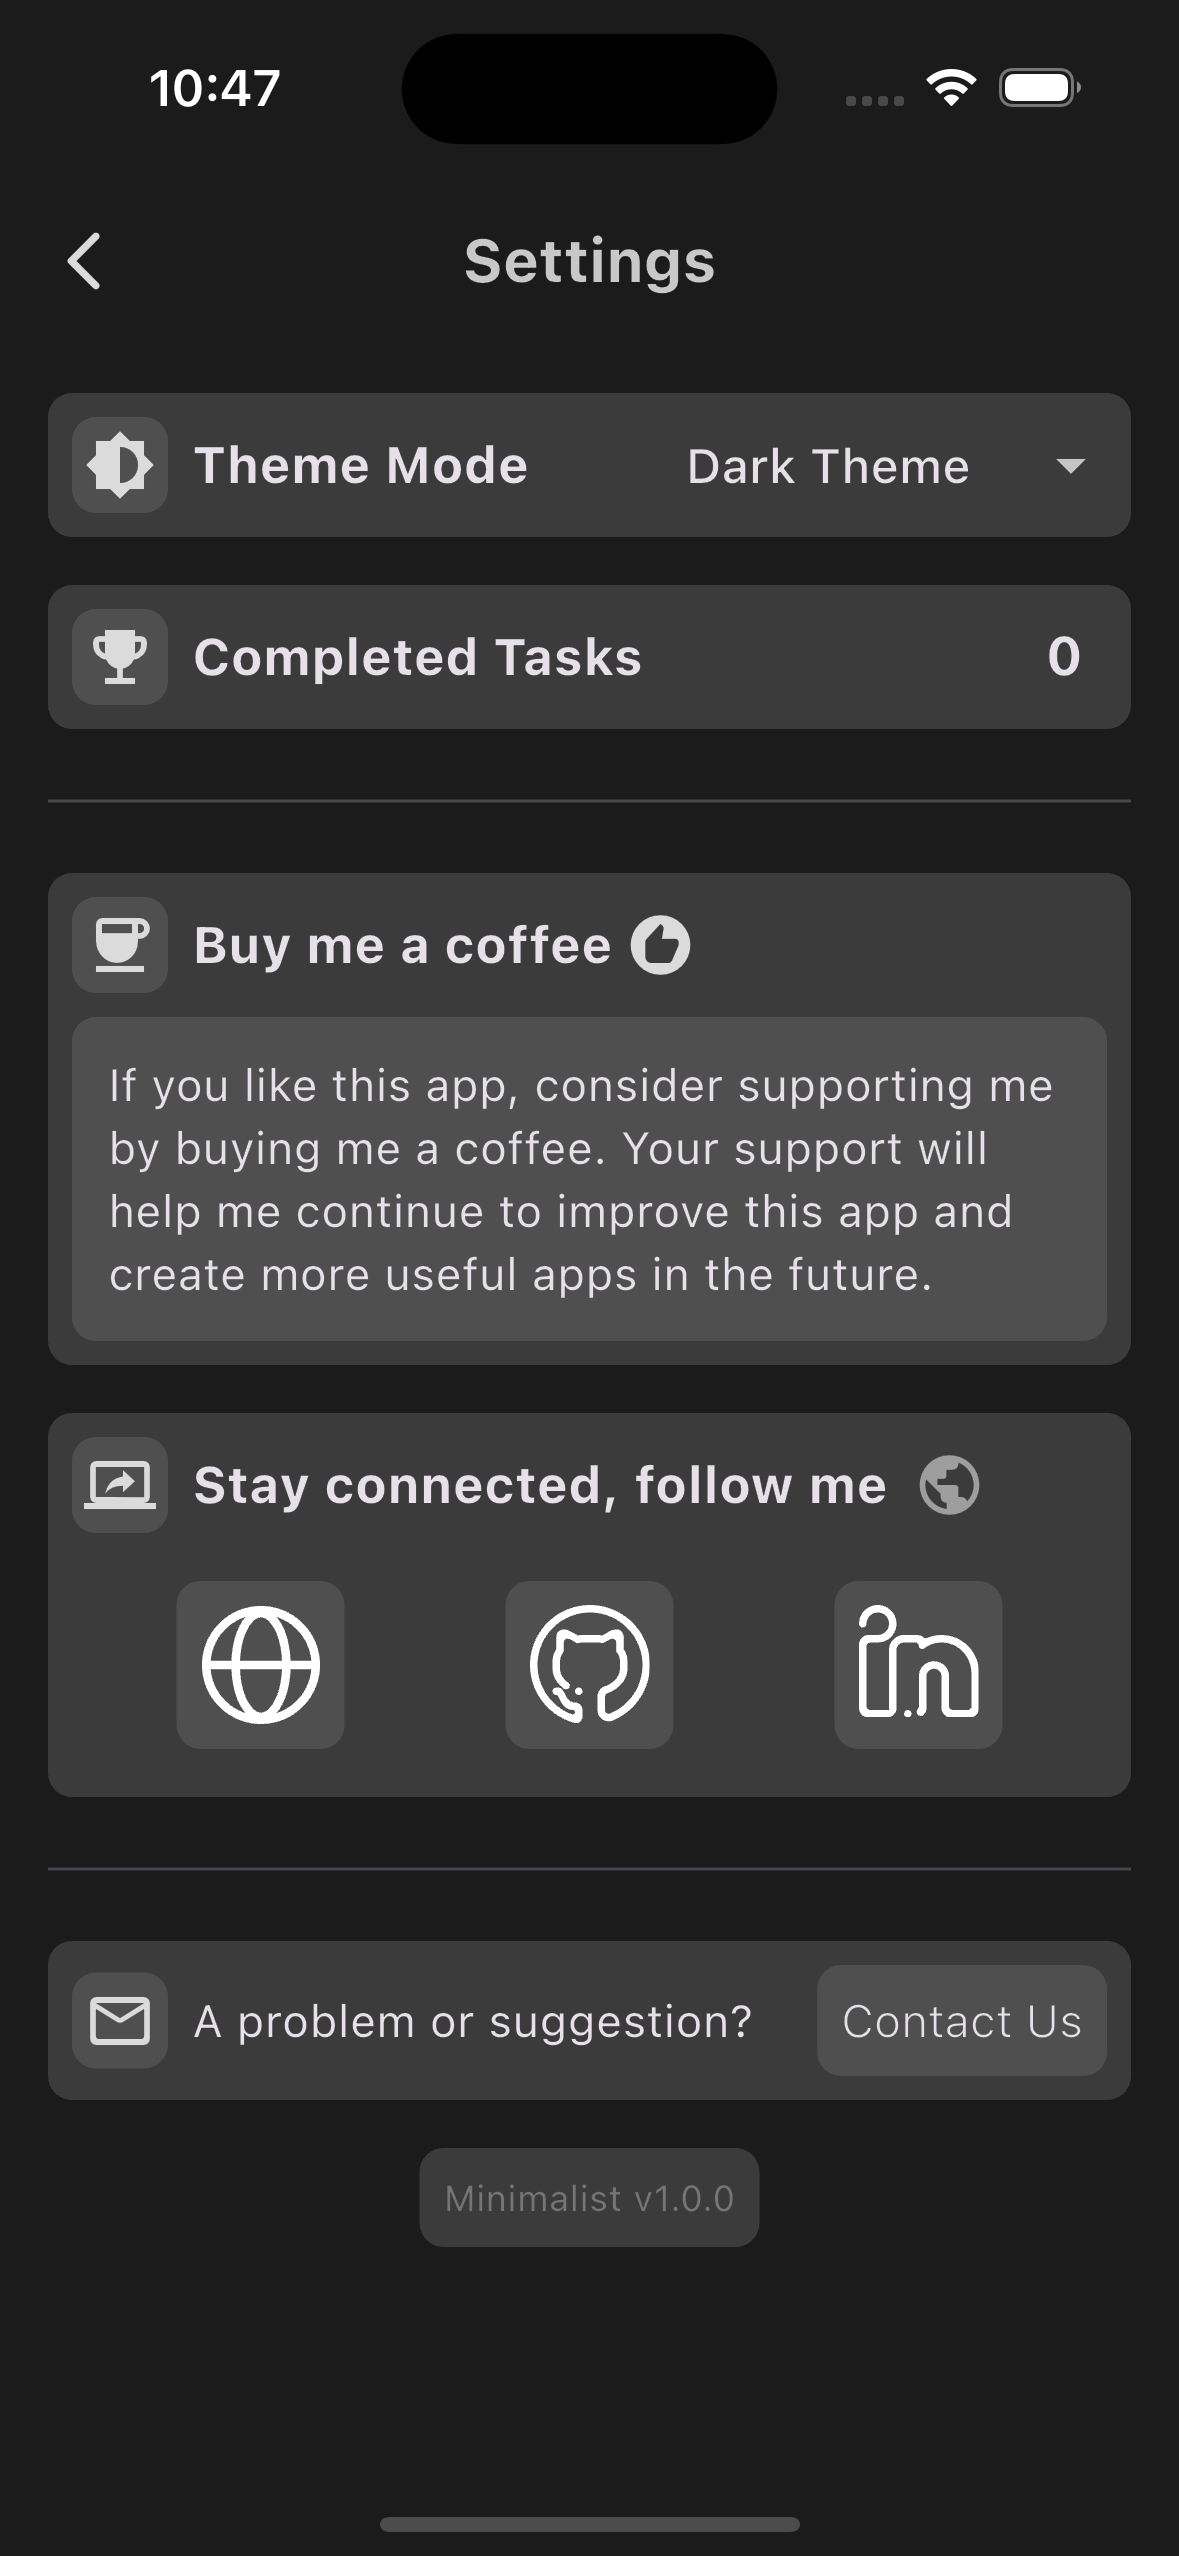 10:47
Settings
Theme Mode Dark Theme
Completed Tasks 0
Buy me a coffee
If you like this app, consider supporting me
by buying me a coffee. Your support will
help me continue to improve this app and
create more useful apps in the future.
Stay connected, follow me
A problem or suggestion? Contact Us
Minimalist v1.0.0